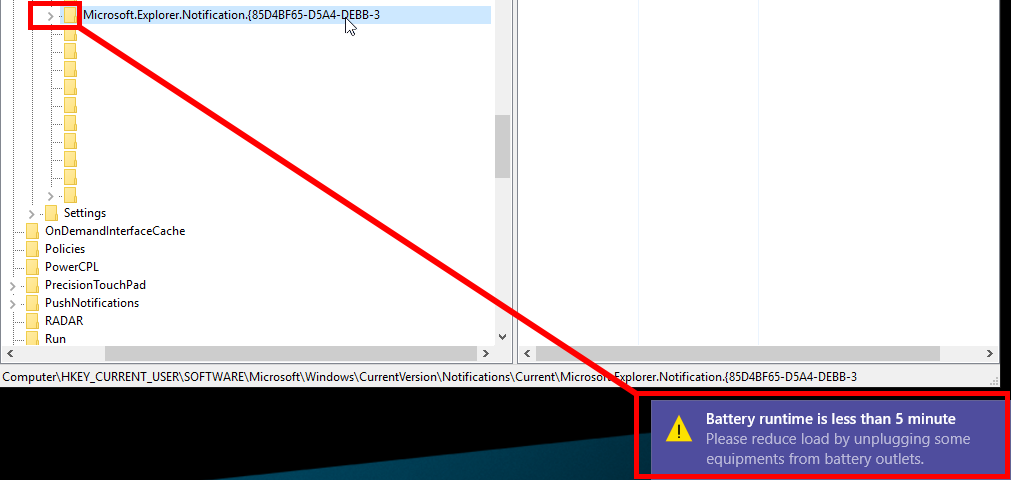 Microsoft.Explorer.Notification.{85D4BF65-D5A4-DEBB-3
Settings
OnDemandInterfaceCache
Policies
PowerCPL
PrecisionTouchPad
PushNotifications
RADAR
Run
Computer\HKEY_CURRENT_USER\SOFTWARE\Microsoft\Windows\CurrentVersion\Notifications\Current\Microsoft.Explorer.Notification.{85D4BF65-D5A4-DEBB-3
Battery runtime is less than 5 minute
Please reduce load by unplugging some
equipments from battery outlets.